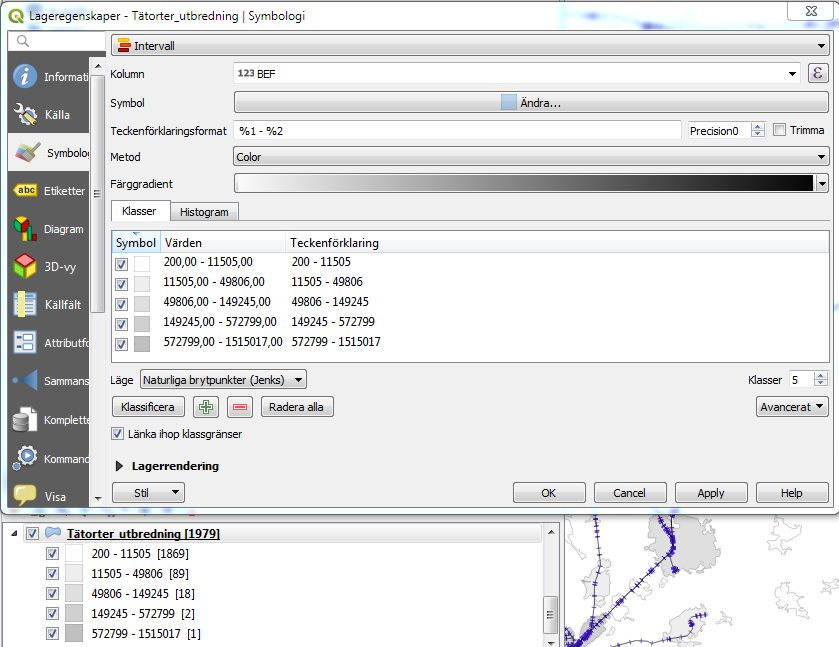 Lageregenskaper - Tätorter_utbredning | Symbologi
Intervall
Informati
Källa
Symbolog
Etiketter
Diagram
3D-vy
Källfält
Attributfo
Sammans
Komplette
Kommand
Visa
abc
Kolumn
123 BEF
ε
Symbol
Ändra...
Teckenförklaringsformat
%1 - %2
Precision0
Trimma
Metod
Color
Färggradient
Klasser
Histogram
Symbol Värden Teckenförklaring
200,00 - 11505,00 200 - 11505
11505,00 - 49806,00 11505 - 49806
49806,00 - 149245,00 49806 - 149245
149245,00 - 572799,00 149245 - 572799
572799,00 - 1515017,00 572799 - 1515017
Läge Naturliga brytpunkter (Jenks)
Klasser 5
Klassificera
Radera alla
Avancerat
Länka ihop klassgränser
Lagerrendering
Stil
OK
Cancel
Apply
Help
Tätorter_utbredning [1979]
200 - 11505 [1869]
11505 - 49806 [89]
49806 - 149245 [18]
149245 - 572799 [2]
572799 - 1515017 [1]